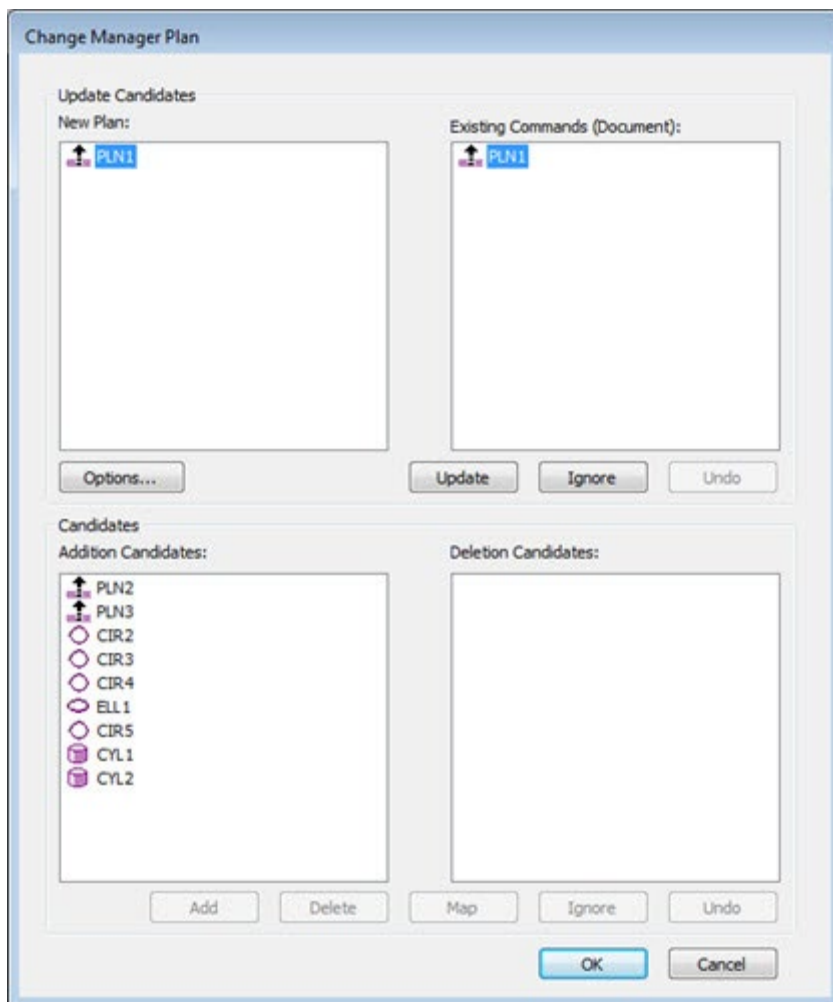 Change Manager Plan
Update Candidates
New Plan:
Existing Commands (Document):
PLN1
PLN1
Options...
Update
Ignore
Undo
Candidates
Addition Candidates:
Deletion Candidates:
PLN2
PLN3
CIR2
CIR3
CIR4
ELL1
CIR5
CYL1
CYL2
Add
Delete
Map
Ignore
Undo
OK
Cancel